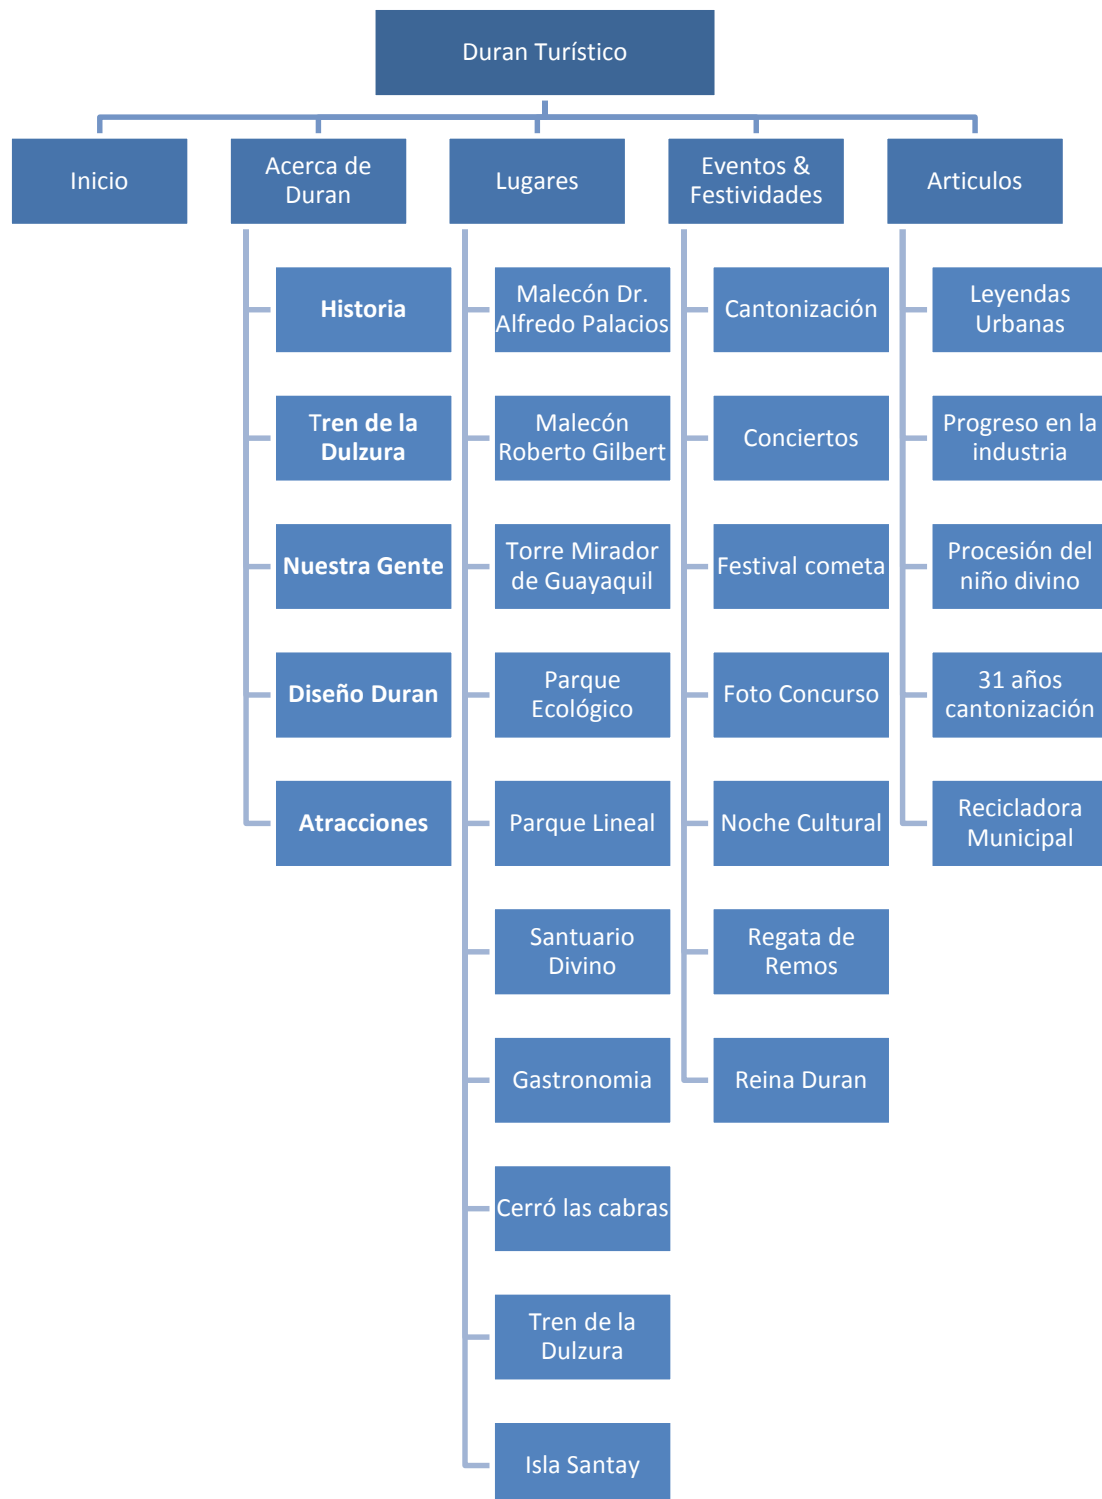 Duran Turístico
Inicio
Acerca de
Duran
Lugares
Eventos &
Festividades
Articulos
Historia
Tren de la
Dulzura
Nuestra Gente
Diseño Duran
Atracciones
Malecón Dr.
Alfredo Palacios
Malecón
Roberto Gilbert
Torre Mirador
de Guayaquil
Parque
Ecológico
Parque Lineal
Santuario
Divino
Gastronomia
Cerró las cabras
Tren de la
Dulzura
Isla Santay
Cantonización
Conciertos
Festival cometa
Foto Concurso
Noche Cultural
Regata de
Remos
Reina Duran
Leyendas
Urbanas
Progreso en la
industria
Procesión del
niño divino
31 años
cantonización
Recicladora
Municipal